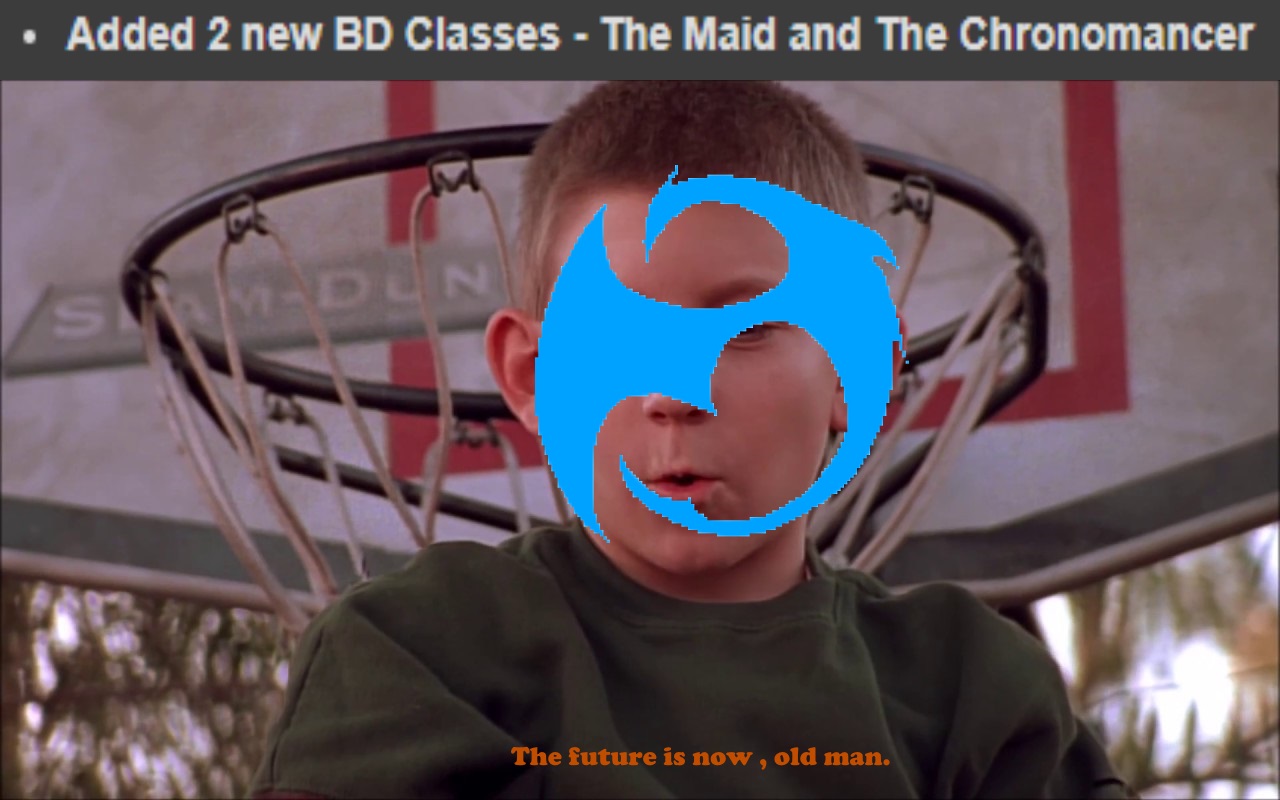 • Added 2 new BD Classes - The Maid and The Chronomancer
SLAM-DUN
The future is now , old man.